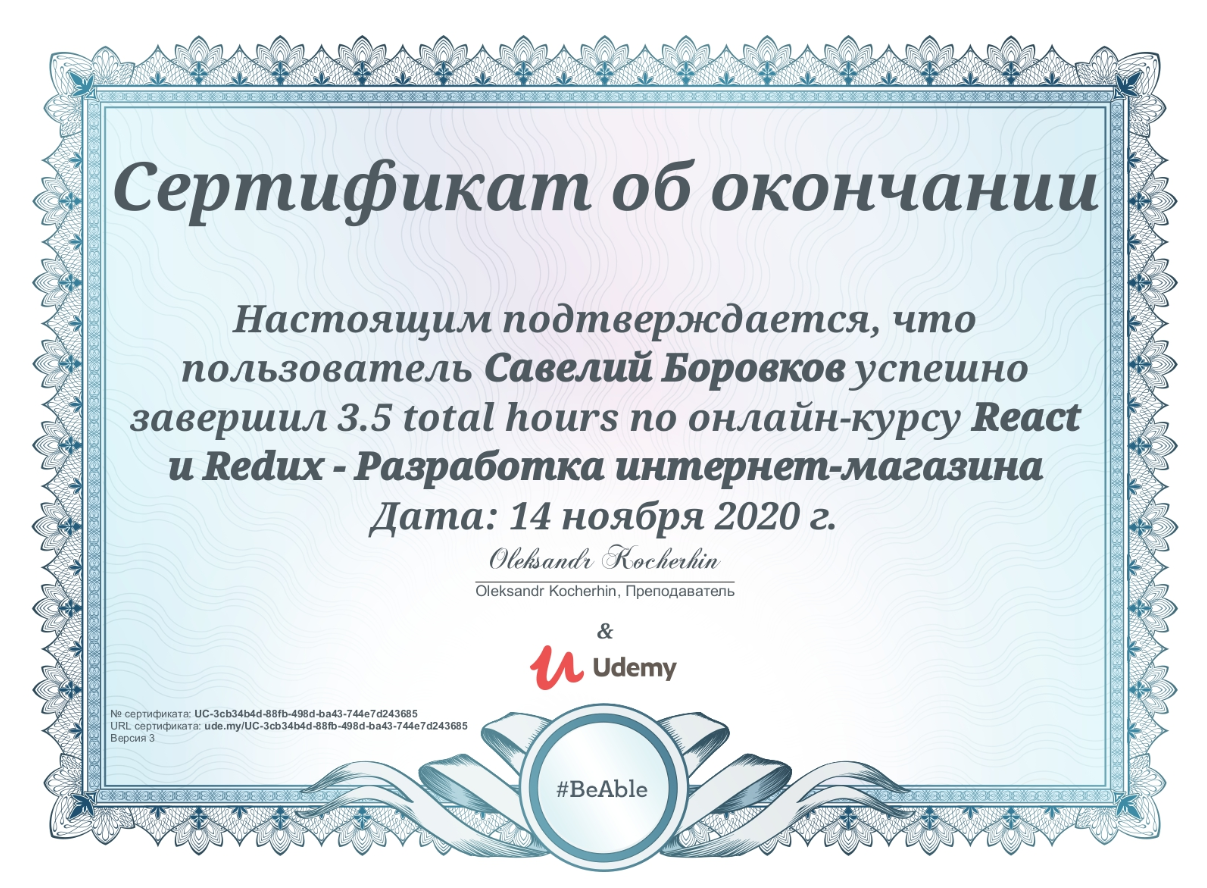 Сертификат об окончании
Настоящим подтверждается, что
пользователь Савелий Боровков успешно
завершил 3.5 total hours по онлайн-курсу React
и Redux - Разработка интернет-магазина
Дата: 14 ноября 2020 г.
Oleksandr Kocherhin
Oleksandr Kocherhin, Преподаватель
&
Udemy
№ сертификата: UC-3cb34b4d-88fb-498d-ba43-744e7d243685
URL сертификата: ude.my/UC-3cb34b4d-88fb-498d-ba43-744e7d243685
Версия 3
#BeAble